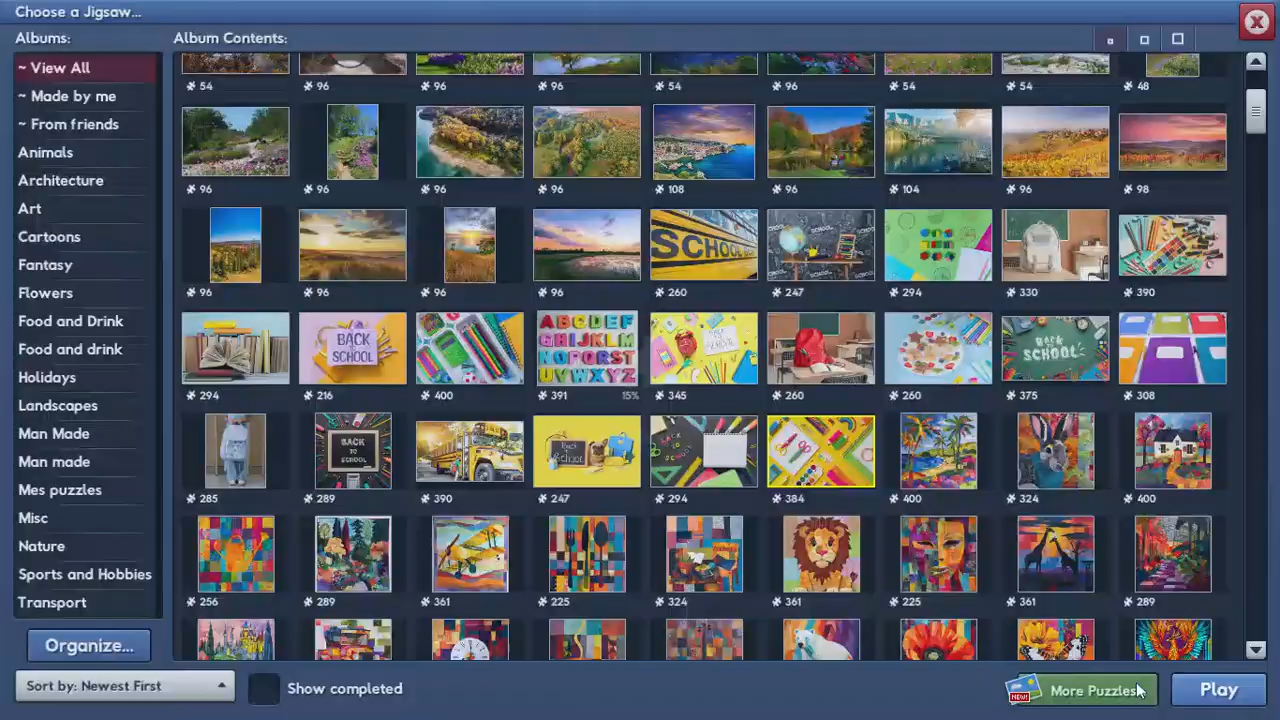 Choose a Jigsaw...
Albums:
Album Contents:
~ View All
~ Made by me
~ From friends
Animals
Architecture
Art
Cartoons
Fantasy
Flowers
Food and Drink
Food and drink
Holidays
Landscapes
Man Made
Man made
Mes puzzles
Misc
Nature
Sports and Hobbies
Transport
54 96 96 96 54 96 54 54 48
96 96 96 96 108 96 104 96 98
SCHOOL
96 96 96 96 260 247 294 330 390
BACK
SCHOOL
ABCDEF
GHIJKLM
NOPQRST
UVWXYZ
BACK
SCHOOL
294 216 400 391 15% 345 260 260 375 308
BACK
TO
SCHOOL
Back
School
BACK
TO
SCHOOL
285 289 390 247 294 384 400 324 400
256 289 361 225 324 361 225 361 289
Organize...
Sort by: Newest First
Show completed
NEW!
More Puzzles
Play